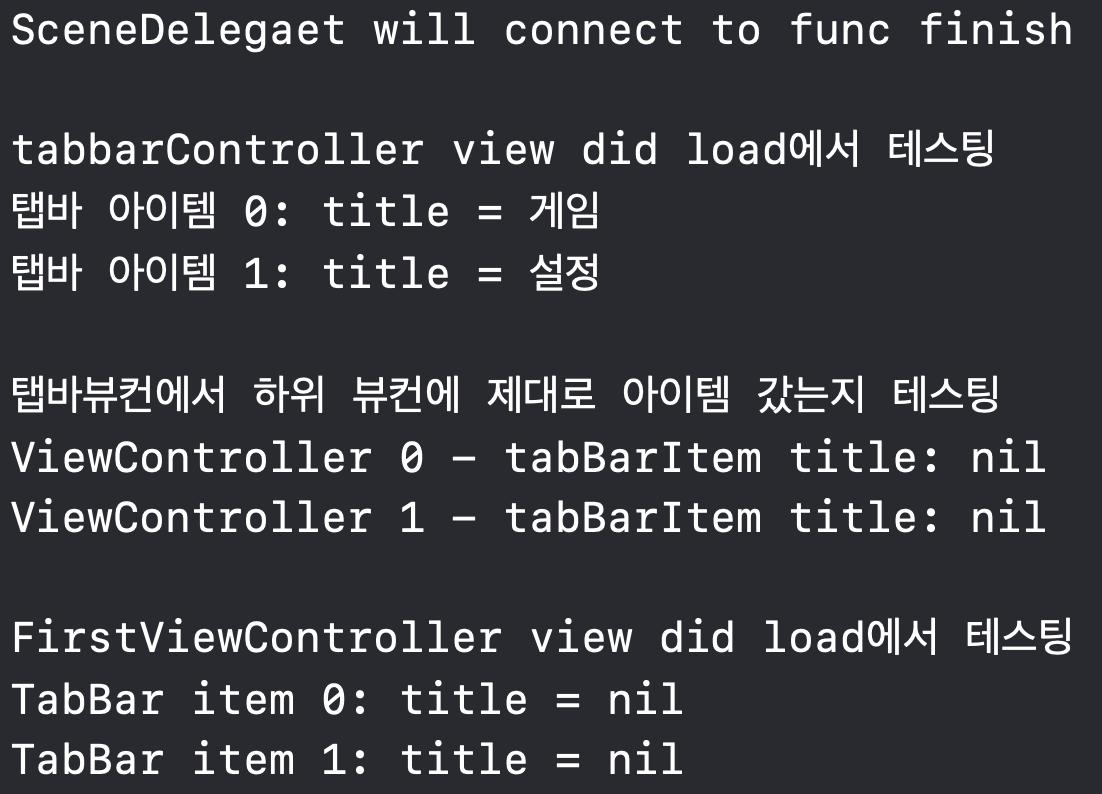 SceneDelegaet will connect to func finish
tabbarController view did load에서 테스팅
탭바 아이템 0: title = 게임
탭바 아이템 1: title = 설정
탭바뷰컨에서 하위 뷰컨에 제대로 아이템 갔는지 테스팅
ViewController 0 – tabBarItem title: nil
ViewController 1 – tabBarItem title: nil
FirstViewController view did load에서 테스팅
TabBar item 0: title = nil
TabBar item 1: title = nil